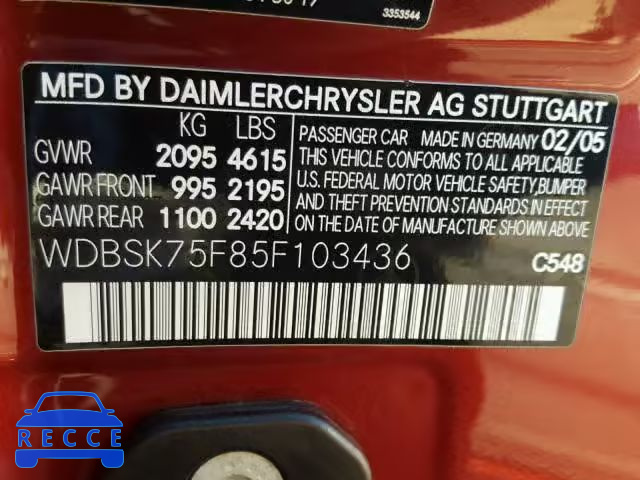 3353544
MFD BY DAIMLERCHRYSLER AG STUTTGART
KG LBS
GVWR 2095 4615
GAWR FRONT 995 2195
GAWR REAR 1100 2420
PASSENGER CAR MADE IN GERMANY 02/05
THIS VEHICLE CONFORMS TO ALL APPLICABLE
U.S. FEDERAL MOTOR VEHICLE SAFETY,BUMPER
AND THEFT PREVENTION STANDARDS IN EFFECT
ON THE DATE OF MANUFACTURE SHOWN ABOVE
WDBSK75F85F103436
C548
RECCE